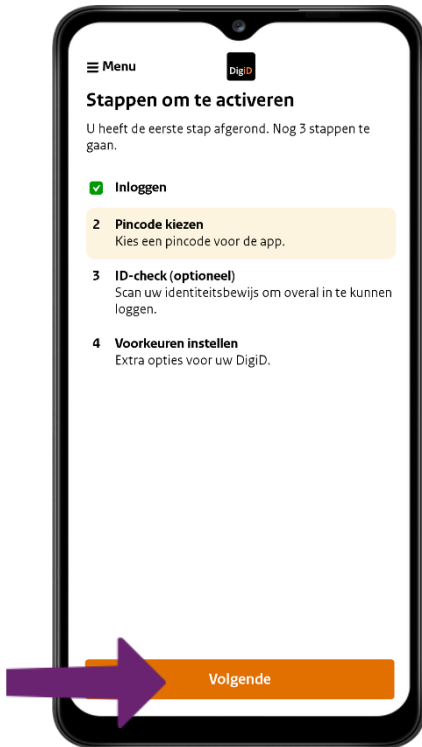 Menu
DigiD
Stappen om te activeren
U heeft de eerste stap afgerond. Nog 3 stappen te
gaan.
Inloggen
2 Pincode kiezen
Kies een pincode voor de app.
3 ID-check (optioneel)
Scan uw identiteitsbewijs om overal in te kunnen
loggen.
4 Voorkeuren instellen
Extra opties voor uw DigiD.
Volgende